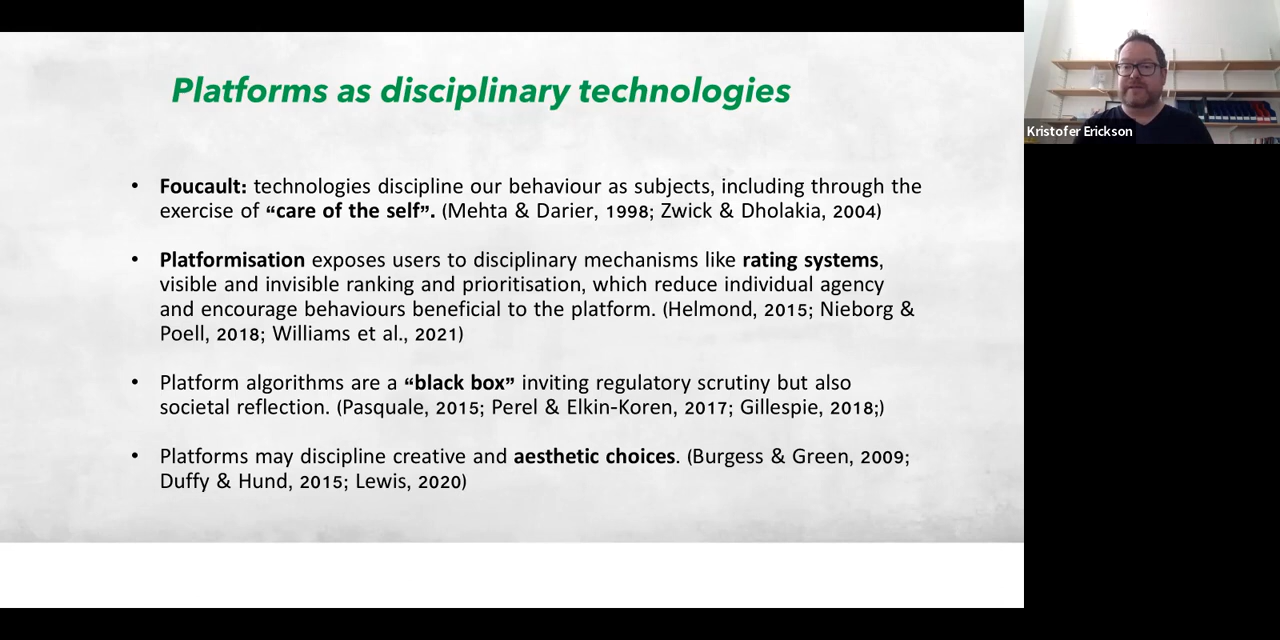 Platforms as disciplinary technologies
• Foucault: technologies discipline our behaviour as subjects, including through the
exercise of “care of the self”. (Mehta & Darier, 1998; Zwick & Dholakia, 2004)
• Platformisation exposes users to disciplinary mechanisms like rating systems,
visible and invisible ranking and prioritisation, which reduce individual agency
and encourage behaviours beneficial to the platform. (Helmond, 2015; Nieborg &
Poell, 2018; Williams et al., 2021)
• Platform algorithms are a “black box” inviting regulatory scrutiny but also
societal reflection. (Pasquale, 2015; Perel & Elkin-Koren, 2017; Gillespie, 2018;)
• Platforms may discipline creative and aesthetic choices. (Burgess & Green, 2009;
Duffy & Hund, 2015; Lewis, 2020)
Kristofer Erickson